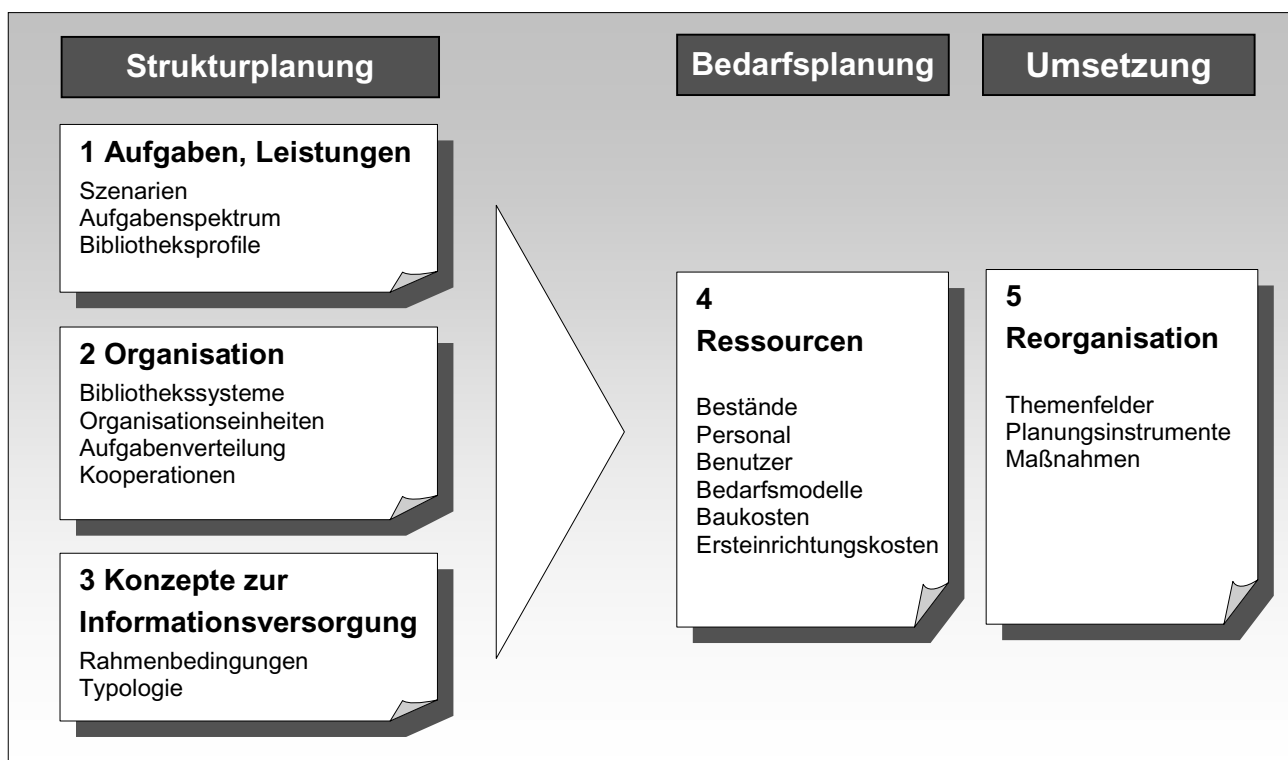 Strukturplanung
1 Aufgaben, Leistungen
Szenarien
Aufgabenspektrum
Bibliotheksprofile
2 Organisation
Bibliothekssysteme
Organisationseinheiten
Aufgabenverteilung
Kooperationen
3 Konzepte zur
Informationsversorgung
Rahmenbedingungen
Typologie
Bedarfsplanung
4
Ressourcen
Bestände
Personal
Benutzer
Bedarfsmodelle
Baukosten
Ersteinrichtungskosten
Umsetzung
5
Reorganisation
Themenfelder
Planungsinstrumente
Maßnahmen